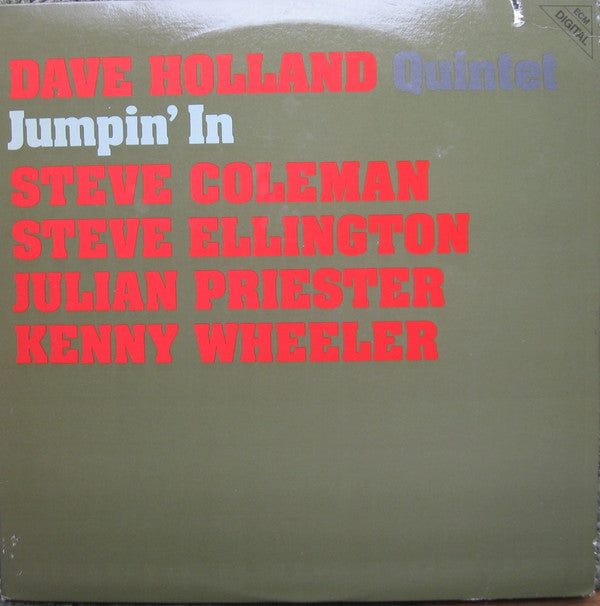 ECM
DIGITAL
DAVE HOLLAND Quintet
Jumpin' In
STEVE COLEMAN
STEVE ELLINGTON
JULIAN PRIESTER
KENNY WHEELER